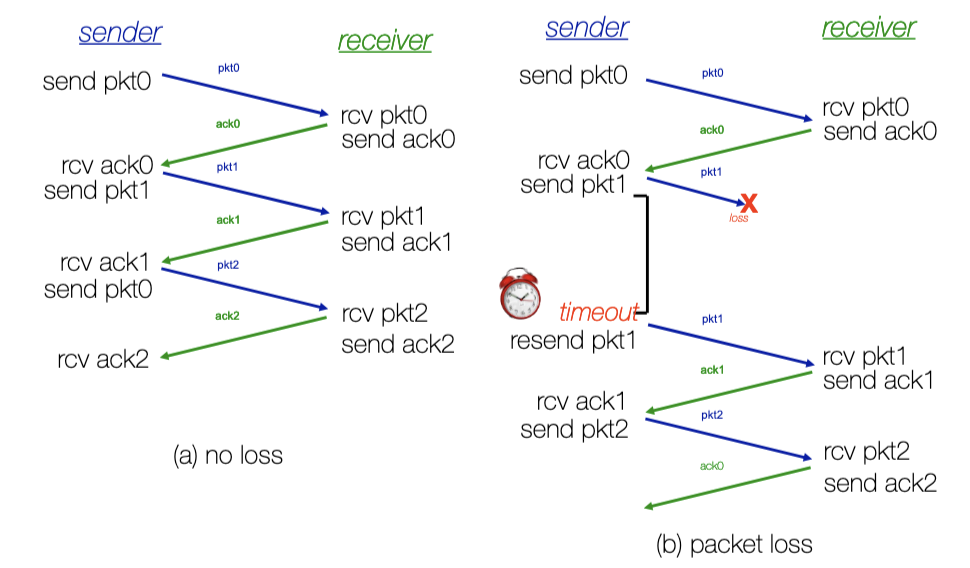 sender
receiver
send pkt0
pkt0
rcv pkt0
send ack0
ack0
rcv ack0
send pkt1
pkt1
rcv pkt1
send ack1
ack1
rcv ack1
send pkt0
pkt2
rcv pkt2
send ack2
ack2
rcv ack2
(a) no loss
sender
receiver
send pkt0
pkt0
rcv pkt0
send ack0
ack0
rcv ack0
send pkt1
pkt1
X
loss
timeout
resend pkt1
pkt1
rcv pkt1
send ack1
ack1
rcv ack1
send pkt2
pkt2
rcv pkt2
send ack2
ack0
(b) packet loss